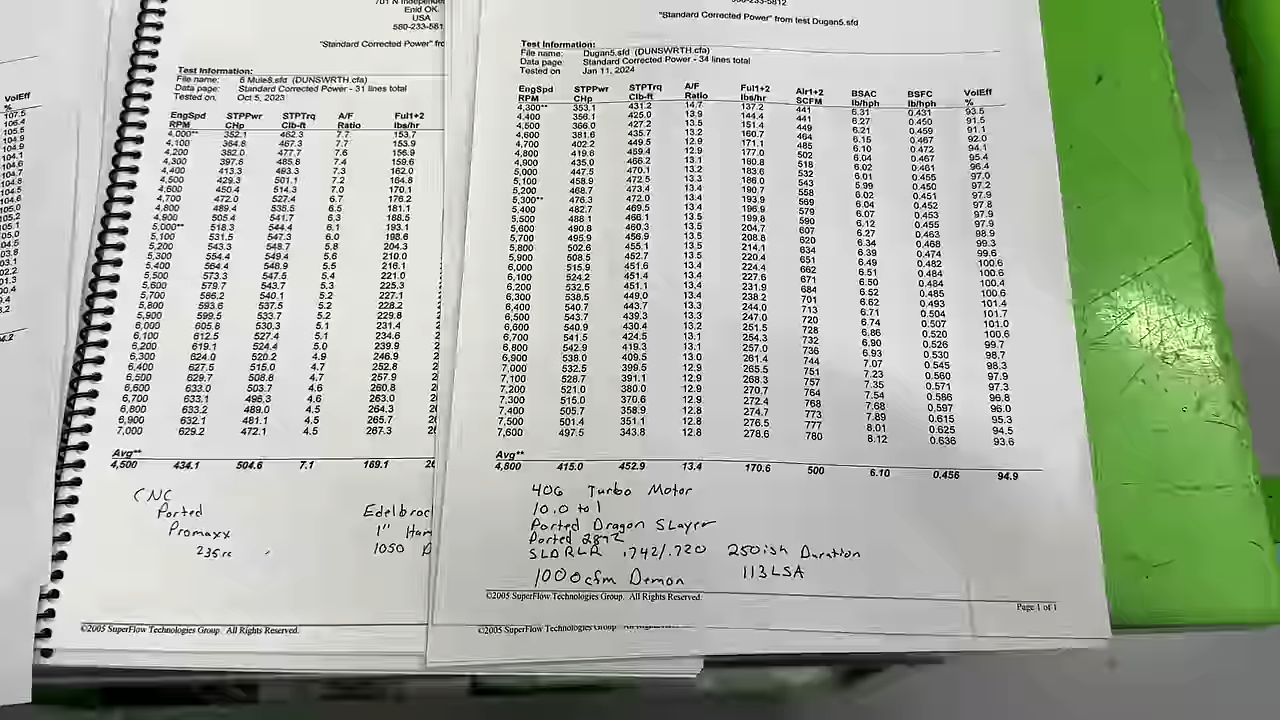 VolEff
%
107.5
106.4
105.5
104.9
104.9
104.1
104.6
701 N Independen
Enid OK.
USA
580-233-581
"Standard Corrected Power" fro
Test Information:
File name: 6 Mule8.sfd (DUNSWRTH.cfa)
Data page: Standard Corrected Power - 31 lines total
Tested on: Oct 5, 2023
EngSpd STPPwr STPTrq A/F Ful1+2
RPM CHp Clb-ft Ratio lbs/hr
4,000** 352.1 462.3 7.7 153.7
4,100 364.8 467.3 7.7 153.9
4,200 382.0 477.7 7.6 156.9
4,300 397.6 485.8 7.4 159.6
4,400 413.3 493.3 7.3 162.0
4,500 429.3 501.1 7.2 164.8
4,600 450.4 514.3 7.0 170.1
4,700 472.0 527.4 6.7 176.2
4,800 489.4 538.5 6.5 181.1
4,900 505.4 541.7 6.3 188.5
5,000** 518.3 544.4 6.1 193.1
5,100 531.5 547.3 6.0 198.6
5,200 543.3 548.7 5.8 204.3
5,300 554.4 549.4 5.6 210.0
5,400 564.4 548.9 5.5 216.1
5,500 573.3 547.5 5.4 221.0
5,600 579.7 543.7 5.3 225.3
5,700 586.2 540.1 5.2 227.1
5,800 593.6 537.5 5.2 228.2
5,900 599.5 533.7 5.2 229.8
6,000 605.8 530.3 5.1 231.4
6,100 612.5 527.4 5.1 234.6
6,200 619.1 524.4 5.0 239.9
6,300 624.0 520.2 4.9 246.9
6,400 627.5 515.0 4.7 252.8
6,500 629.7 508.8 4.7 257.9
6,600 633.0 503.7 4.6 260.8
6,700 633.1 496.3 4.6 263.0
6,800 633.2 489.0 4.5 264.3
6,900 632.1 481.1 4.5 265.7
7,000 629.2 472.1 4.5 267.3
Avg**
4,500 434.1 504.6 7.1 169.1
CNC
Ported Edelbroc
Promaxx 1" Ham
235cc 1050
©2005 SuperFlow Technologies Group. All Rights Reserved.
580-233-5812
"Standard Corrected Power" from test Dugan5.sfd
Test Information:
File name: Dugan5.sfd (DUNSWRTH.cfa)
Data page: Standard Corrected Power - 34 lines total
Tested on Jan 11, 2024
EngSpd STPPwr STPTrq A/F Ful1+2 Air1+2 BSAC BSFC VolEff
RPM CHp Clb-ft Ratio lbs/hr SCFM lb/hph lb/hph %
4,300** 353.1 431.2 14.7 137.2 441 6.31 0.431 93.5
4,400 356.1 425.0 13.9 144.4 441 6.27 0.450 91.5
4,500 366.0 427.2 13.5 151.4 449 6.21 0.459 91.1
4,600 381.6 435.7 13.2 160.7 464 6.15 0.467 92.0
4,700 402.2 449.5 12.9 171.1 485 6.10 0.472 94.1
4,800 419.8 459.4 12.9 177.0 502 6.04 0.467 95.4
4,900 435.0 466.2 13.1 180.8 518 6.02 0.461 96.4
5,000 447.5 470.1 13.2 183.6 532 6.01 0.455 97.0
5,100 458.9 472.5 13.3 186.0 543 5.99 0.450 97.2
5,200 468.7 473.4 13.4 190.7 558 6.02 0.451 97.9
5,300** 476.3 472.0 13.4 193.9 569 6.04 0.452 97.8
5,400 482.7 469.5 13.4 196.9 579 6.07 0.453 97.9
5,500 488.1 466.1 13.5 199.8 590 6.12 0.455 97.9
5,600 490.8 460.3 13.5 204.7 607 6.27 0.463 98.9
5,700 495.9 456.9 13.5 208.8 620 6.34 0.468 99.3
5,800 502.6 455.1 13.5 214.1 634 6.39 0.474 99.6
5,900 508.5 452.7 13.5 220.4 651 6.49 0.482 100.6
6,000 515.9 451.6 13.4 224.4 662 6.51 0.484 100.6
6,100 524.2 451.4 13.4 227.6 671 6.50 0.484 100.4
6,200 532.5 451.1 13.4 231.9 684 6.52 0.485 100.6
6,300 538.5 449.0 13.3 238.2 701 6.62 0.493 101.4
6,400 540.7 443.7 13.4 244.0 713 6.71 0.504 101.7
6,500 543.7 439.3 13.2 247.0 720 6.74 0.507 101.0
6,600 540.9 430.4 13.2 251.5 728 6.86 0.520 100.6
6,700 541.5 424.5 13.1 254.3 732 6.90 0.526 99.7
6,800 542.9 419.3 13.1 257.0 736 6.93 0.530 98.7
6,900 538.0 409.5 13.0 261.4 744 7.07 0.545 98.3
7,000 532.5 399.5 12.9 265.5 751 7.23 0.560 97.9
7,100 528.7 391.1 12.9 268.3 757 7.35 0.571 97.3
7,200 521.0 380.0 12.9 270.7 764 7.54 0.586 96.8
7,300 515.0 370.6 12.9 272.4 768 7.68 0.597 96.0
7,400 505.7 358.9 12.8 274.7 773 7.89 0.615 95.3
7,500 501.4 351.1 12.8 276.5 777 8.01 0.625 94.5
7,600 497.5 343.8 12.8 278.6 780 8.12 0.636 93.6
Avg**
4,800 415.0 452.9 13.4 170.6 500 6.10 0.456 94.9
406 Turbo Motor
10.0 to 1
Ported Dragon SLayer
Ported 2892
SLDRLR .742/.720 250ish Duration
1000cfm Demon 113LSA
©2005 SuperFlow Technologies Group. All Rights Reserved.
Page 1 of 1
©2005 SuperFlow Technologies Group